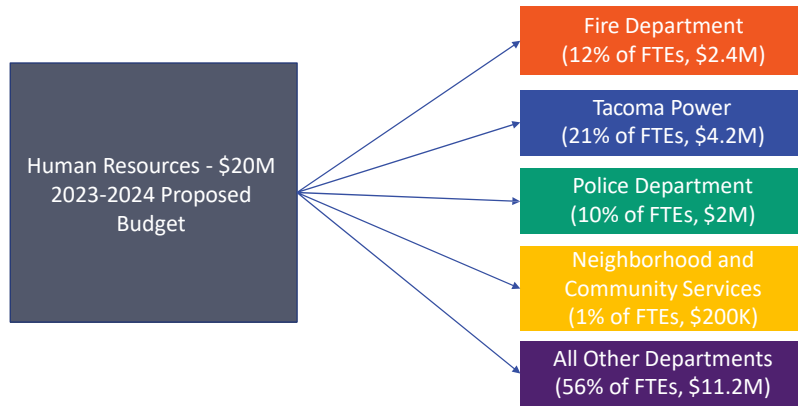 Human Resources - $20M
2023-2024 Proposed
Budget
Fire Department
(12% of FTEs, $2.4M)
Tacoma Power
(21% of FTEs, $4.2M)
Police Department
(10% of FTEs, $2M)
Neighborhood and
Community Services
(1% of FTEs, $200K)
All Other Departments
(56% of FTEs, $11.2M)